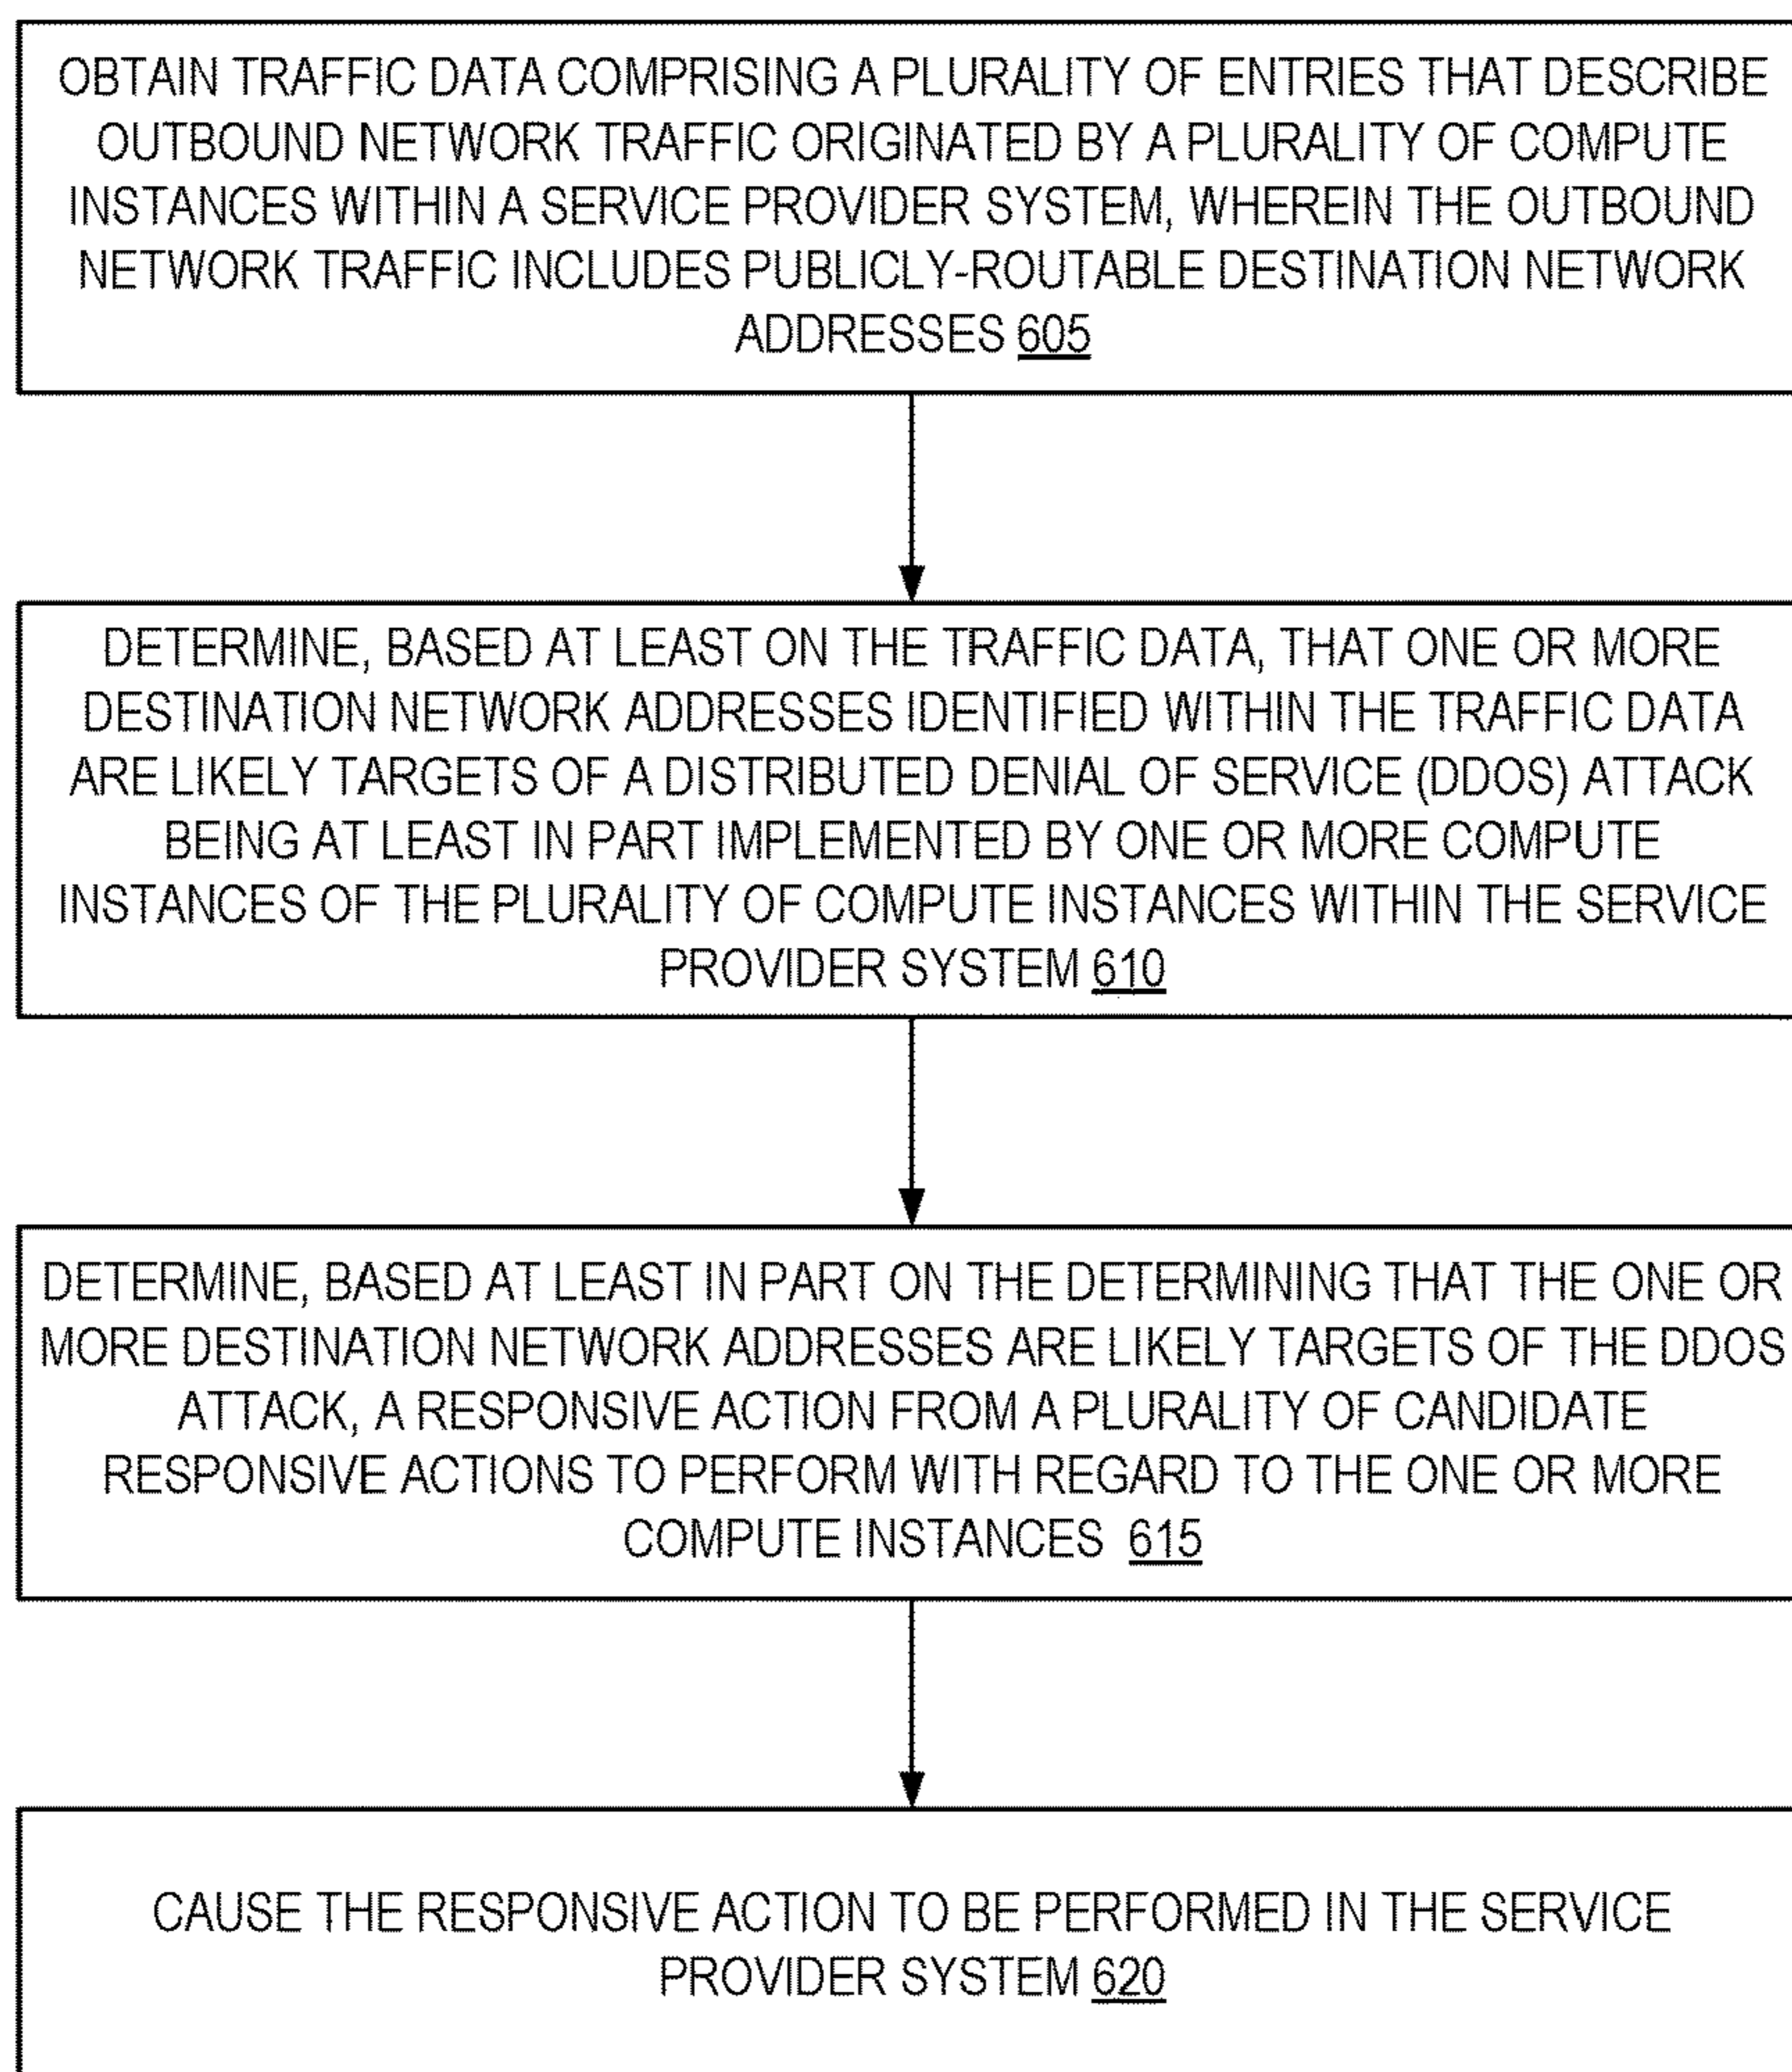 OBTAIN TRAFFIC DATA COMPRISING A PLURALITY OF ENTRIES THAT DESCRIBE
OUTBOUND NETWORK TRAFFIC ORIGINATED BY A PLURALITY OF COMPUTE
INSTANCES WITHIN A SERVICE PROVIDER SYSTEM, WHEREIN THE OUTBOUND
NETWORK TRAFFIC INCLUDES PUBLICLY-ROUTABLE DESTINATION NETWORK
ADDRESSES 605
DETERMINE, BASED AT LEAST ON THE TRAFFIC DATA, THAT ONE OR MORE
DESTINATION NETWORK ADDRESSES IDENTIFIED WITHIN THE TRAFFIC DATA
ARE LIKELY TARGETS OF A DISTRIBUTED DENIAL OF SERVICE (DDOS) ATTACK
BEING AT LEAST IN PART IMPLEMENTED BY ONE OR MORE COMPUTE
INSTANCES OF THE PLURALITY OF COMPUTE INSTANCES WITHIN THE SERVICE
PROVIDER SYSTEM 610
DETERMINE, BASED AT LEAST IN PART ON THE DETERMINING THAT THE ONE OR
MORE DESTINATION NETWORK ADDRESSES ARE LIKELY TARGETS OF THE DDOS
ATTACK, A RESPONSIVE ACTION FROM A PLURALITY OF CANDIDATE
RESPONSIVE ACTIONS TO PERFORM WITH REGARD TO THE ONE OR MORE
COMPUTE INSTANCES 615
CAUSE THE RESPONSIVE ACTION TO BE PERFORMED IN THE SERVICE
PROVIDER SYSTEM 620